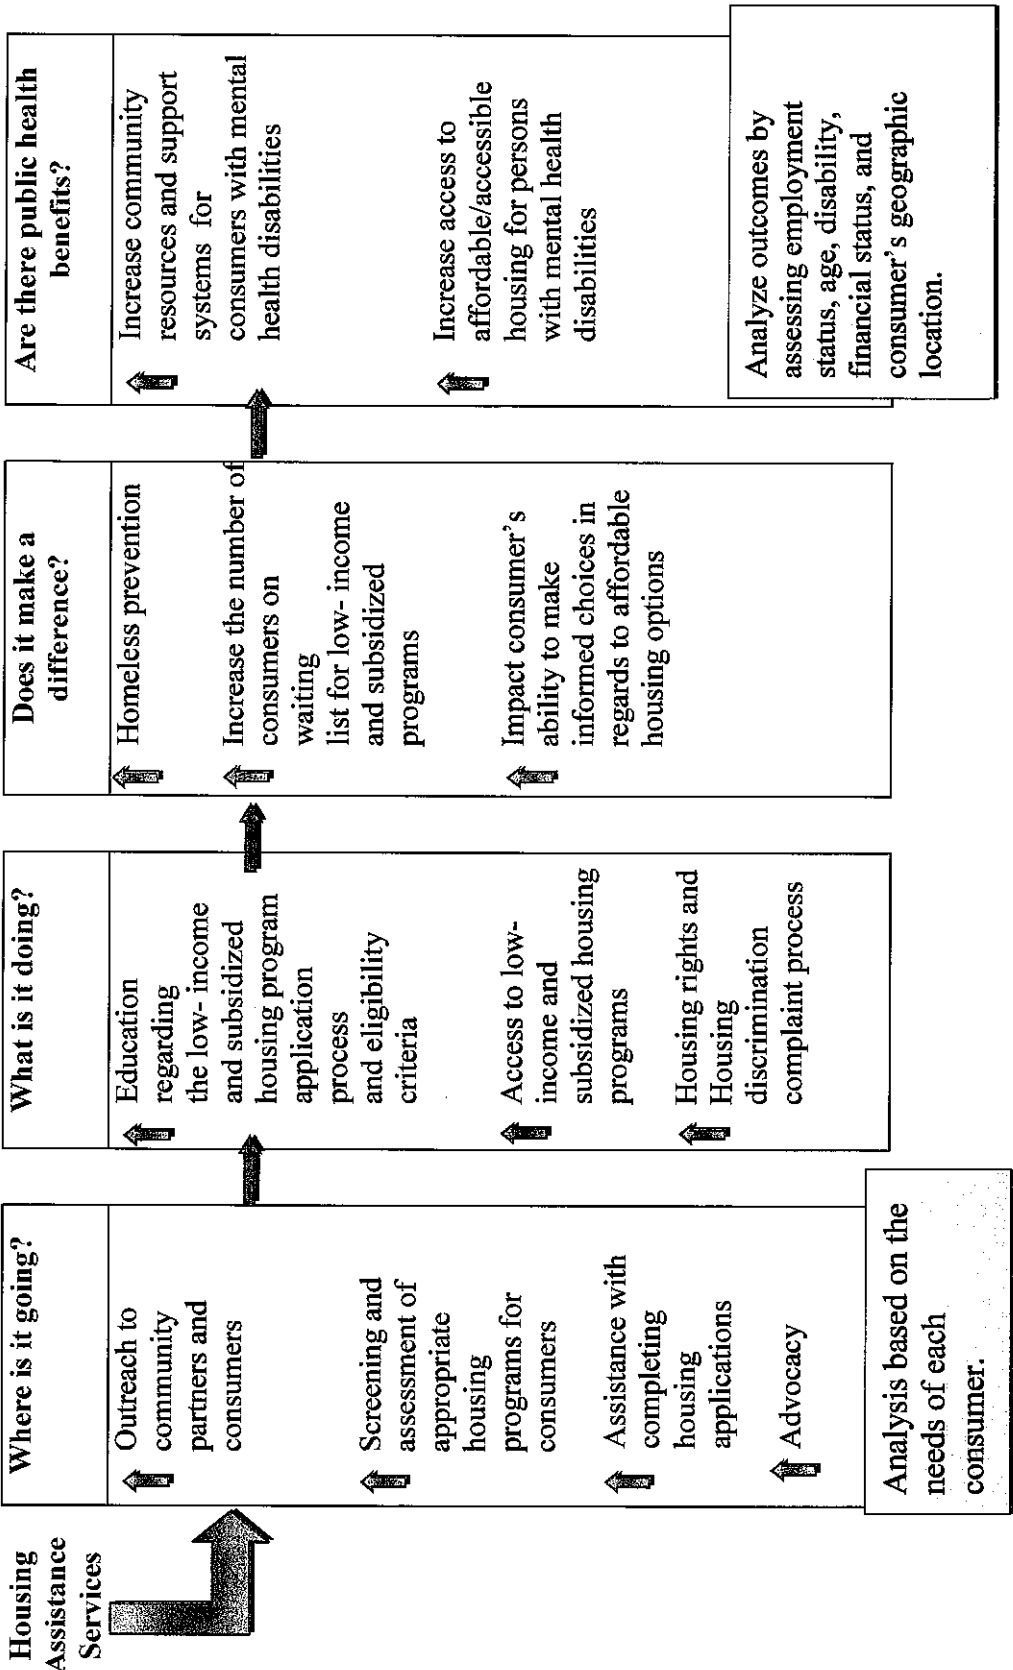 Housing
Assistance
Services
Where is it going?
Outreach to
community
partners and
consumers
Screening and
assessment of
appropriate
housing
programs for
consumers
Assistance with
completing
housing
applications
Advocacy
Analysis based on the
needs of each
consumer.
What is it doing?
Education
regarding
the low- income
and subsidized
housing program
application
process
and eligibility
criteria
Access to low-
income and
subsidized housing
programs
Housing rights and
Housing
discrimination
complaint process
Does it make a
difference?
Homeless prevention
Increase the number of
consumers on
waiting
list for low- income
and subsidized
programs
Impact consumer's
ability to make
informed choices in
regards to affordable
housing options
Are there public health
benefits?
Increase community
resources and support
systems for
consumers with mental
health disabilities
Increase access to
affordable/accessible
housing for persons
with mental health
disabilities
Analyze outcomes by
assessing employment
status, age, disability,
financial status, and
consumer's geographic
location.